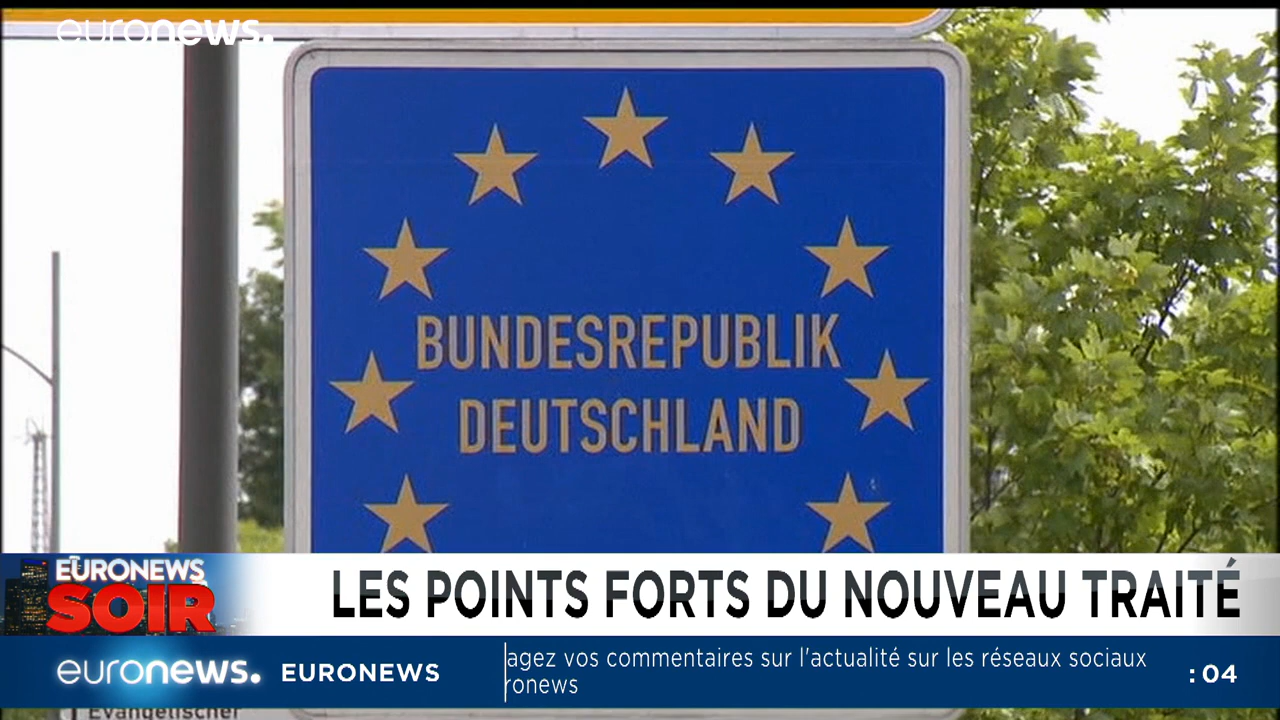 euronews.
BUNDESREPUBLIK
DEUTSCHLAND
EURONEWS
SOIR
LES POINTS FORTS DU NOUVEAU TRAITÉ
euronews. EURONEWS
agez vos commentaires sur l'actualité sur les réseaux sociaux
ronews
:04
Evangelischer